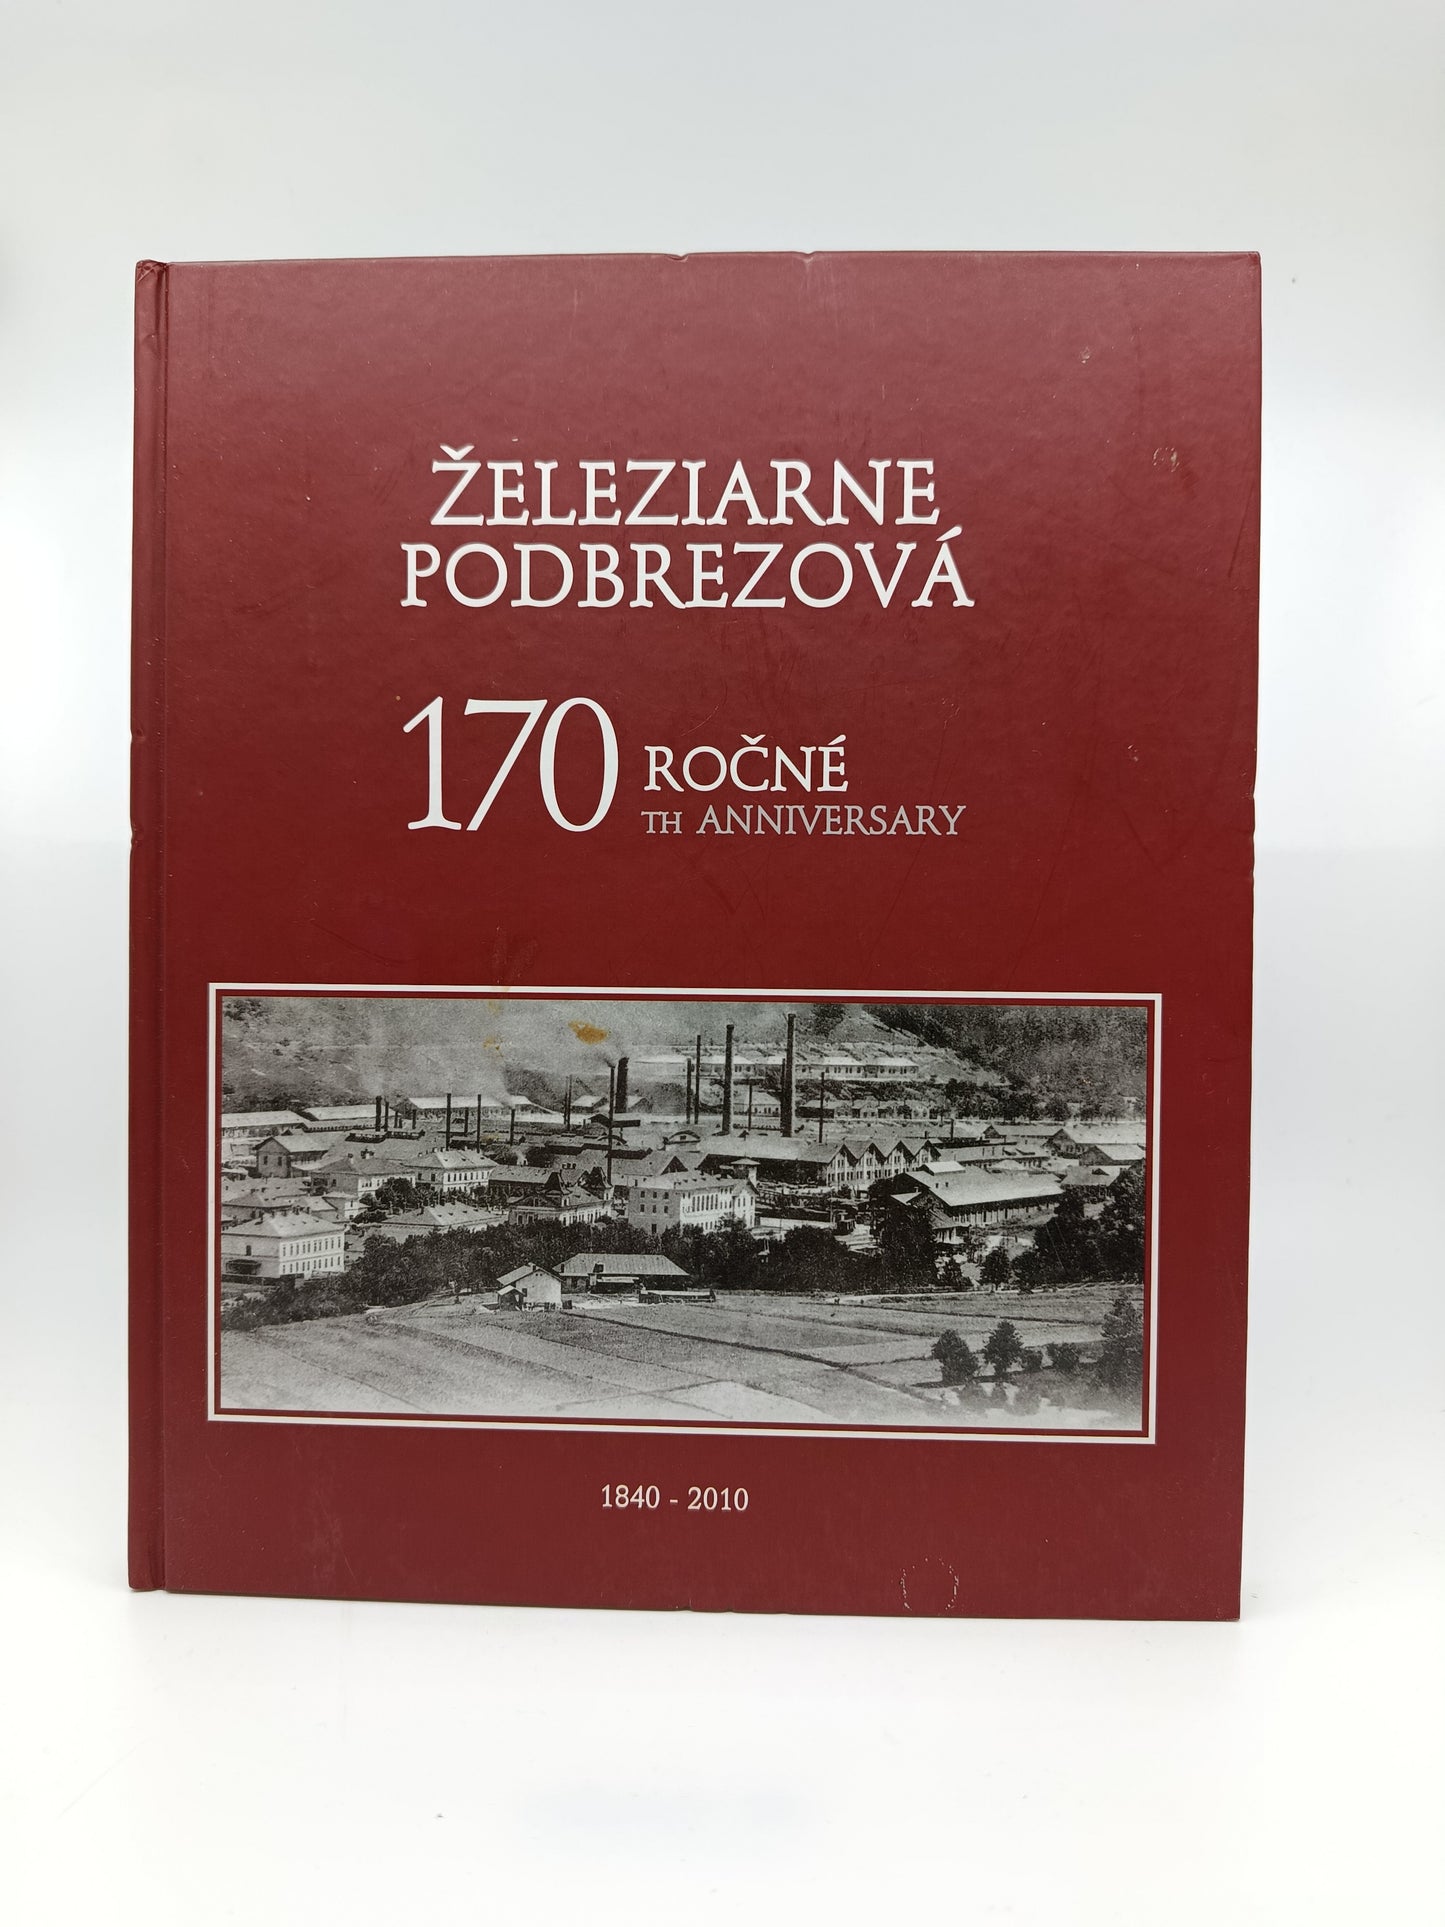 ŽELEZIARNE
PODBREZOVÁ
170 ROČNÉ
TH ANNIVERSARY
1840 - 2010